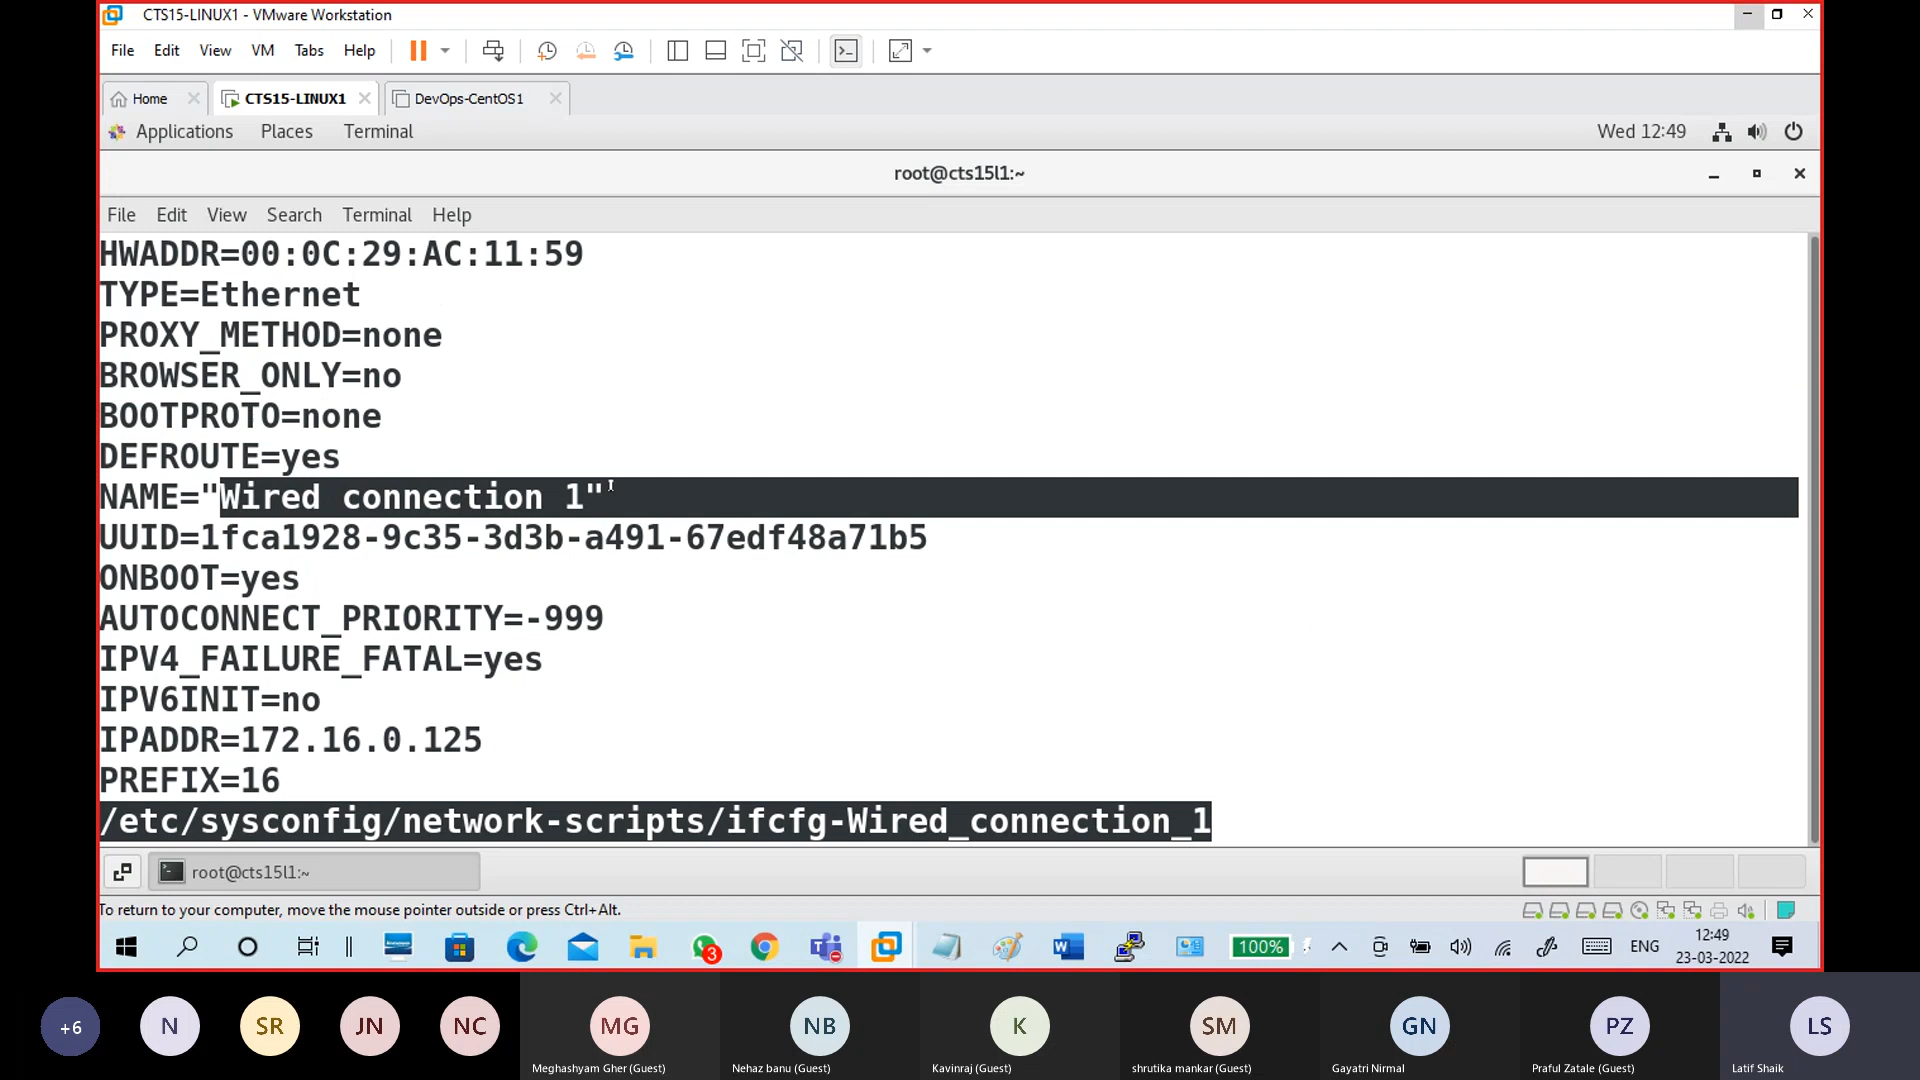 CTS15-LINUX1 - VMware Workstation
File Edit View VM Tabs Help
Home CTS15-LINUX1 DevOps-CentOS1
Applications Places Terminal Wed 12:49
root@cts15l1:~
File Edit View Search Terminal Help
HWADDR=00:0C:29:AC:11:59
TYPE=Ethernet
PROXY_METHOD=none
BROWSER_ONLY=no
BOOTPROTO=none
DEFROUTE=yes
NAME="Wired connection 1"
UUID=1fca1928-9c35-3d3b-a491-67edf48a71b5
ONBOOT=yes
AUTOCONNECT_PRIORITY=-999
IPV4_FAILURE_FATAL=yes
IPV6INIT=no
IPADDR=172.16.0.125
PREFIX=16
/etc/sysconfig/network-scripts/ifcfg-Wired_connection_1
root@cts15l1:~
To return to your computer, move the mouse pointer outside or press Ctrl+Alt.
3 100% ENG 12:49
23-03-2022
+6 N SR JN NC MG NB K SM GN PZ LS
Meghashyam Gher (Guest) Nehaz banu (Guest) Kavinraj (Guest) shrutika mankar (Guest) Gayatri Nirmal Praful Zatale (Guest) Latif Shaik